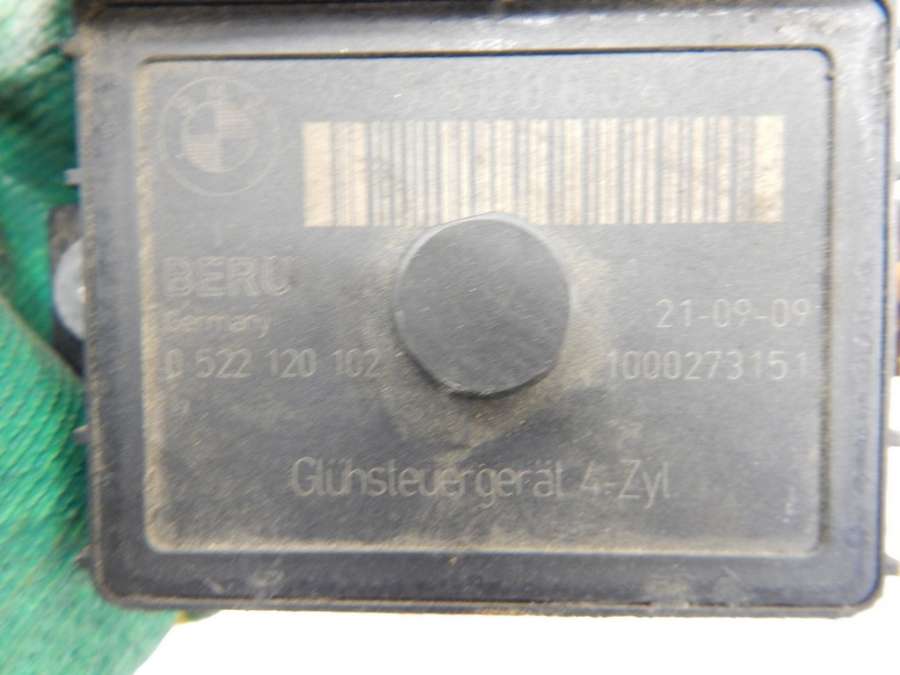 BERU
Germany
21-09-09
0 522 120 102
1000273151
Glühsteuergerät 4-Zyl